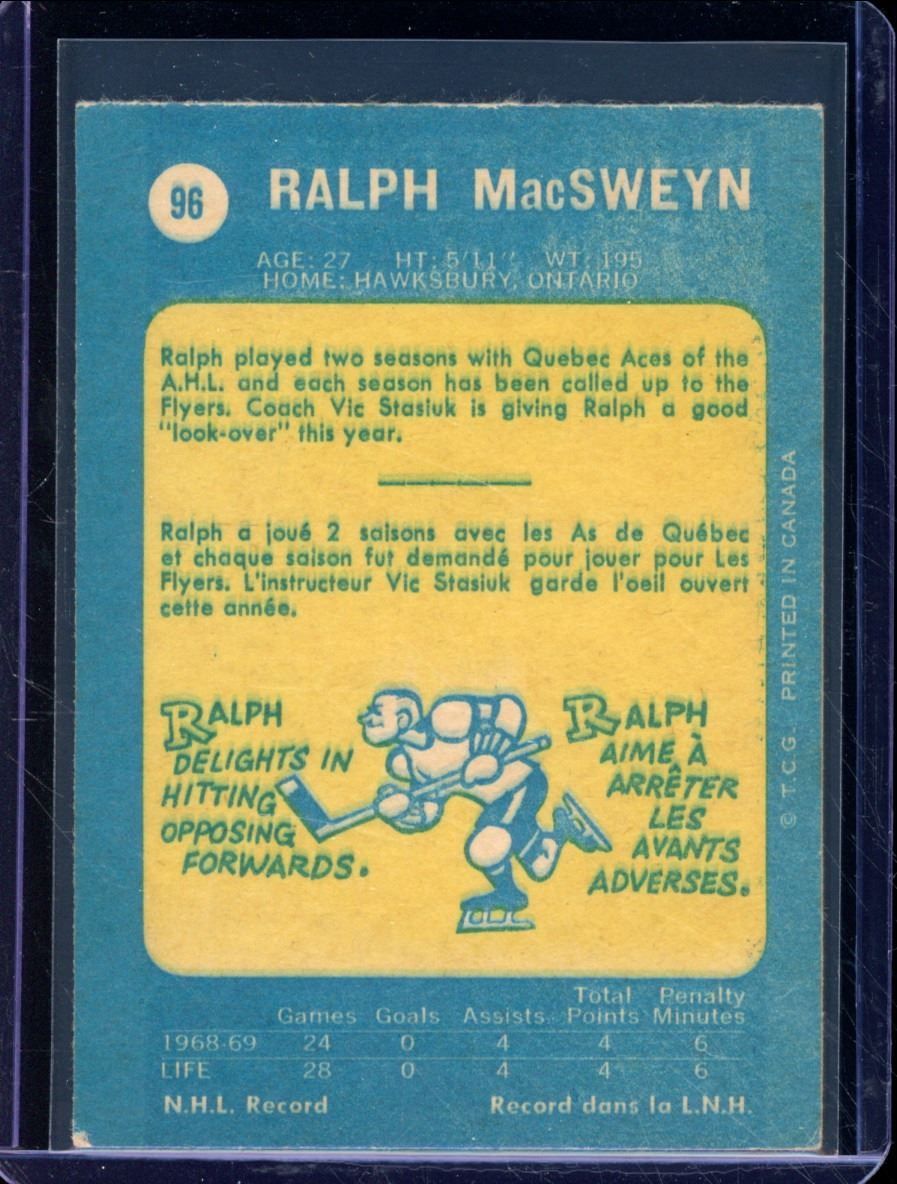 96
RALPH MacSWEYN
AGE: 27 HT: 5'11" WT: 195
HOME: HAWKSBURY, ONTARIO
Ralph played two seasons with Quebec Aces of the
A.H.L. and each season has been called up to the
Flyers. Coach Vic Stasiuk is giving Ralph a good
"look-over" this year.
Ralph a joué 2 saisons avec les As de Québec
et chaque saison fut demandé pour jouer pour Les
Flyers. L'instructeur Vic Stasiuk garde l'oeil ouvert
cette année.
RALPH
DELIGHTS IN
HITTING
OPPOSING
FORWARDS.
RALPH
AIME À
ARRÊTER
LES
AVANTS
ADVERSES.
© T.C.G. PRINTED IN CANADA
Total Penalty
Games Goals Assists Points Minutes
1968-69 24 0 4 4 6
LIFE 28 0 4 4 6
N.H.L. Record Record dans la L.N.H.